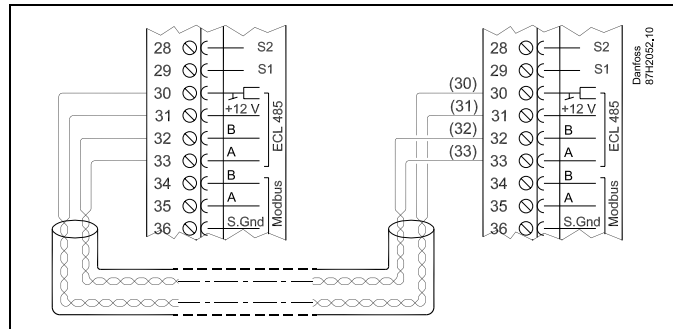 28 S2
29 S1
30
31 +12 V
32 B
33 A
ECL 485
34 B
35 A
36 S.Gnd
Modbus
(30)
(31)
(32)
(33)
28 S2
29 S1
30
31 +12 V
32 B
33 A
ECL 485
34 B
35 A
36 S.Gnd
Modbus
Danfoss
87H2052.10